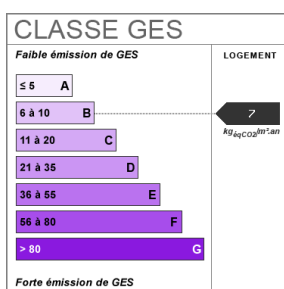 CLASSE GES
Faible émission de GES
LOGEMENT
≤ 5 A
6 à 10 B
7
kgéqCO2/m².an
11 à 20 C
21 à 35 D
36 à 55 E
56 à 80 F
> 80 G
Forte émission de GES